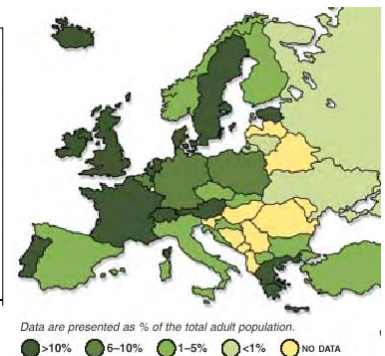 Data are presented as % of the total adult population.
>10% 6–10% 1–5% <1% NO DATA